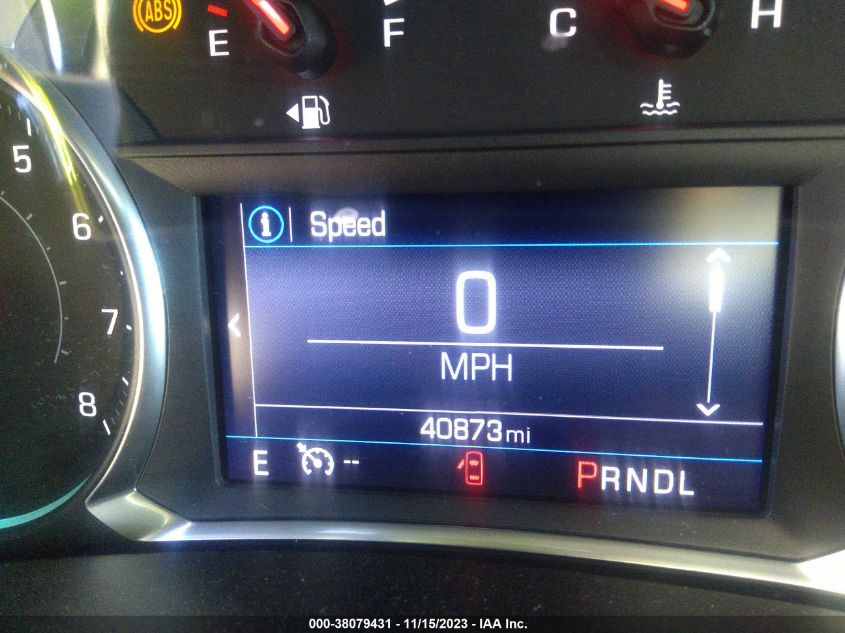 ABS
E F C H
5
6
7
8
i Speed
0
MPH
40873 mi
E -- PRNDL
000-38079431 - 11/15/2023 - IAA Inc.